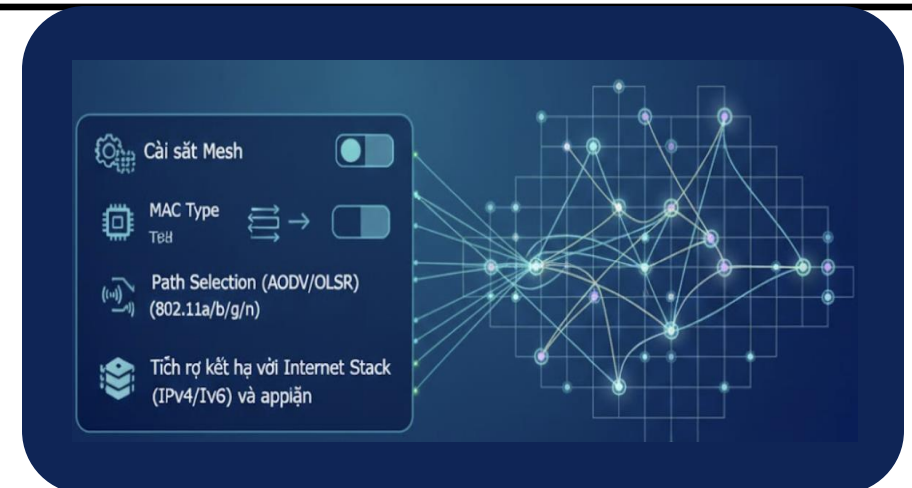 Cài săt Mesh
MAC Type
Path Selection (AODV/OLSR)
(802.11a/b/g/n)
Tích rợ kết hạ vời Internet Stack
(IPv4/Iv6) và appiặn